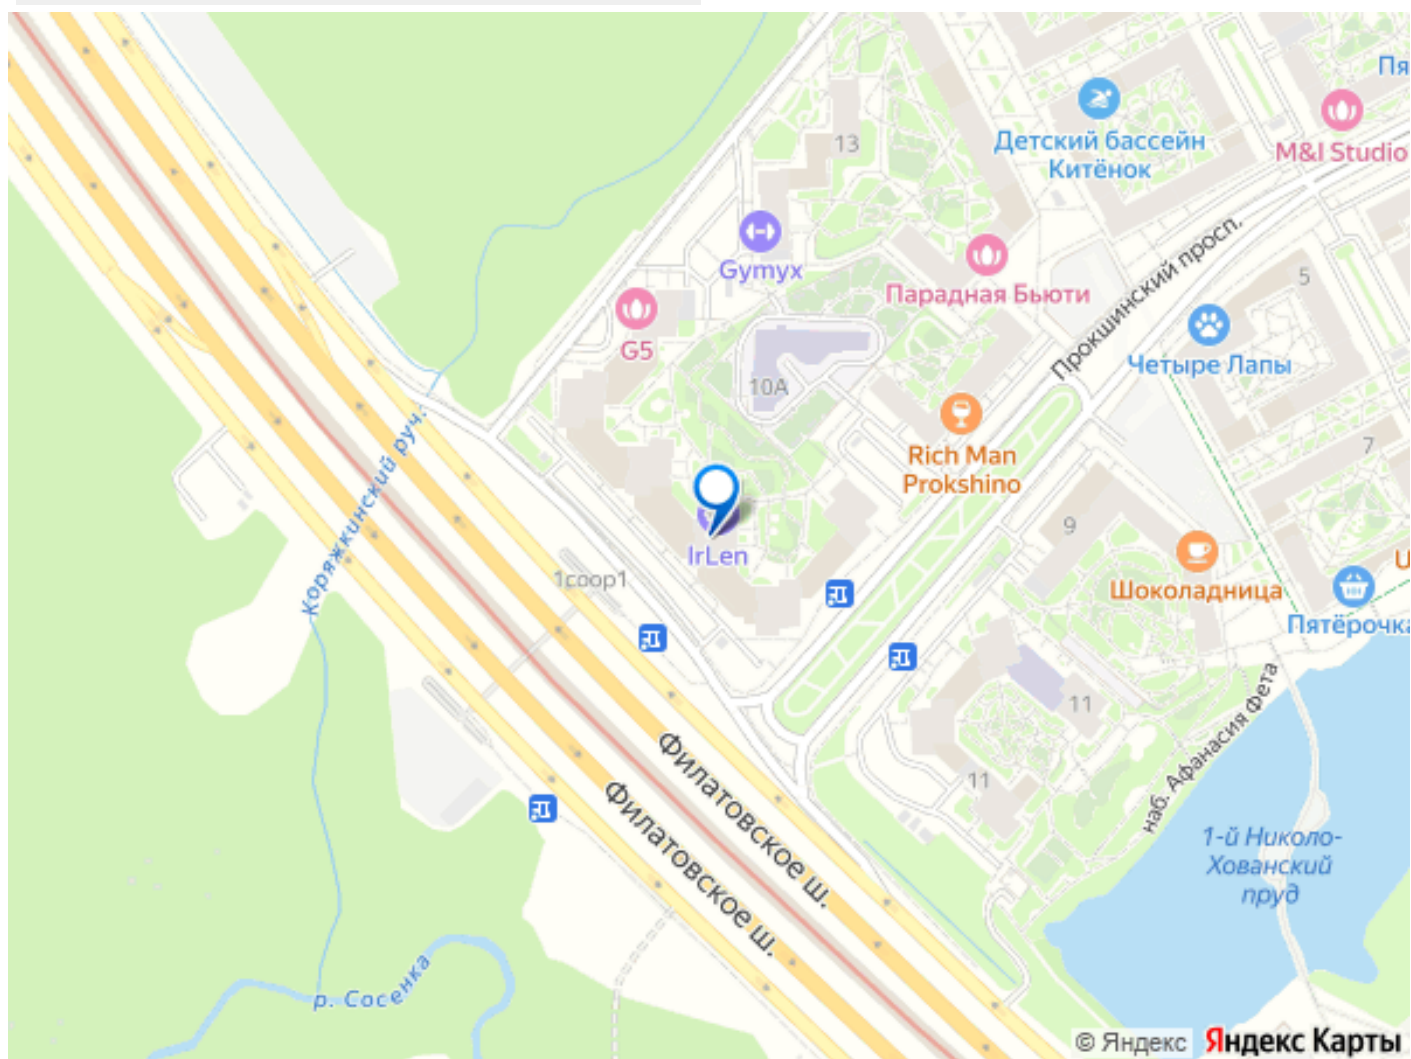 Пя
13
Детский бассейн
Китёнок
M&I Studio
Gymyx
Парадная Бьюти
Прокшинский просп.
5
G5
Четыре Лапы
10А
Коряжкинский руч.
Rich Man
Prokshino
7
9
IrLen
1соор1
Шоколадница
U
Пятёрочка
11
11
наб. Афанасия Фета
Филатовское ш.
Филатовское ш.
1-й Николо-
Хованский
пруд
р. Сосенка
© Яндекс Яндекс Карты